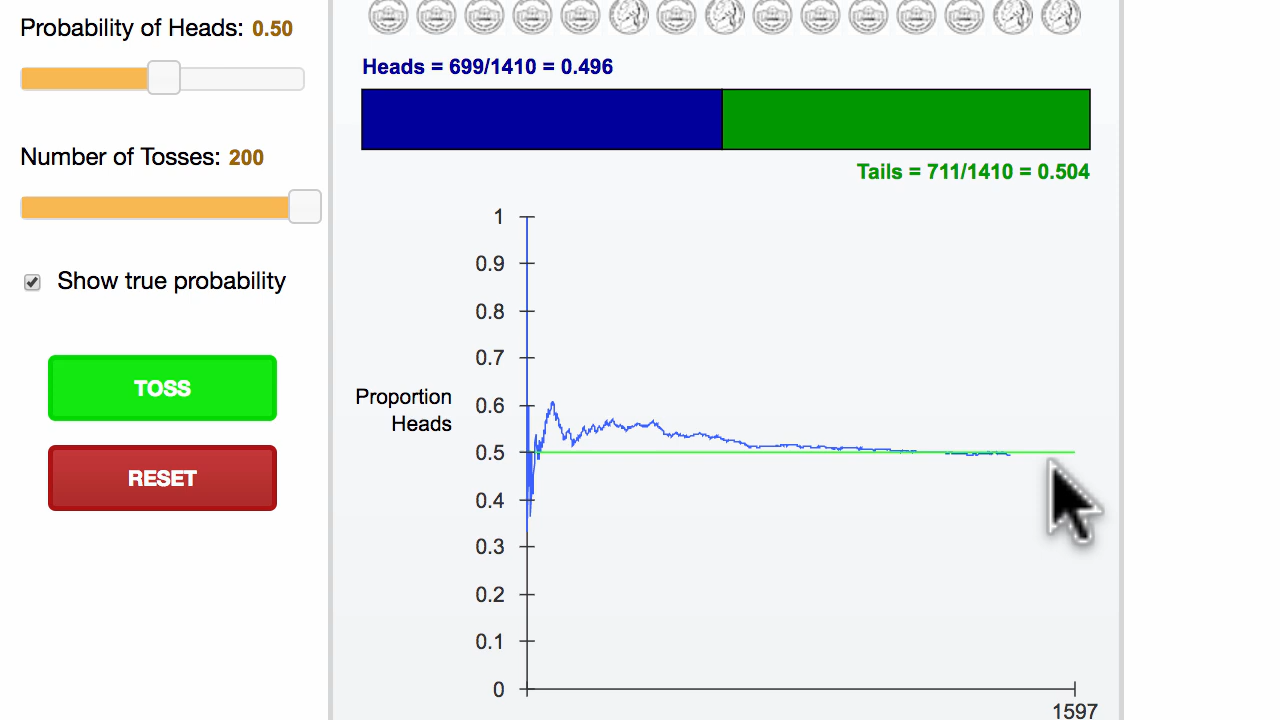 Probability of Heads: 0.50
Number of Tosses: 200
Show true probability
TOSS
RESET
Heads = 699/1410 = 0.496
Tails = 711/1410 = 0.504
1
0.9
0.8
0.7
0.6
0.5
0.4
0.3
0.2
0.1
0
Proportion
Heads
1597